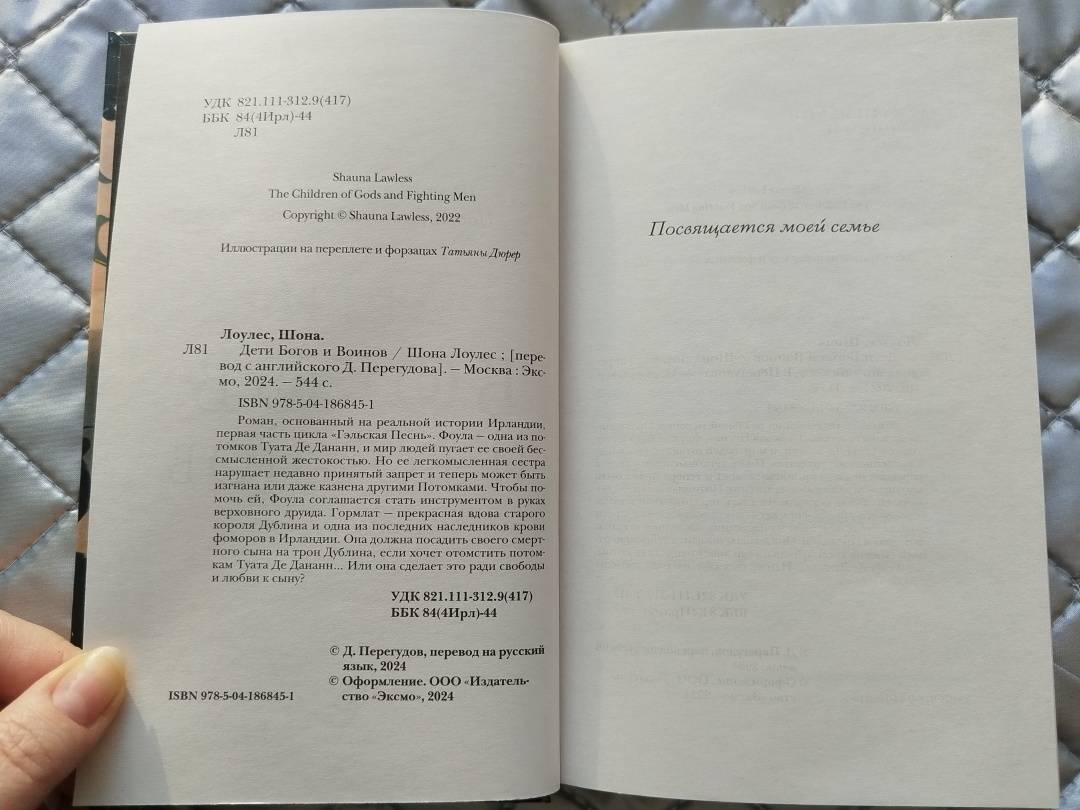 УДК 821.111-312.9(417)
ББК 84(4Ирл)-44
Л81
Shauna Lawless
The Children of Gods and Fighting Men
Copyright © Shauna Lawless, 2022
Иллюстрации на переплете и форзацах Татьяны Дюрер
Лоулес, Шона.
Л81 Дети Богов и Воинов / Шона Лоулес ; [пере-
вод с английского Д. Перегудова]. — Москва : Экс-
мо, 2024. — 544 с.
ISBN 978-5-04-186845-1
Роман, основанный на реальной истории Ирландии,
первая часть цикла «Гэльская Песнь». Фоула — одна из по-
томков Туата Де Дананн, и мир людей пугает ее своей бес-
смысленной жестокостью. Но ее легкомысленная сестра
нарушает недавно принятый запрет и теперь может быть
изгнана или даже казнена другими Потомками. Чтобы по-
мочь ей, Фоула соглашается стать инструментом в руках
верховного друида. Гормлат — прекрасная вдова старого
короля Дублина и одна из последних наследников крови
фоморов в Ирландии. Она должна посадить своего смерт-
ного сына на трон Дублина, если хочет отомстить потом-
кам Туата Де Дананн... Или она сделает это ради свободы
и любви к сыну?
УДК 821.111-312.9(417)
ББК 84(4Ирл)-44
© Д. Перегудов, перевод на русский
язык, 2024
© Оформление. ООО «Издатель-
ство «Эксмо», 2024
ISBN 978-5-04-186845-1
Посвящается моей семье